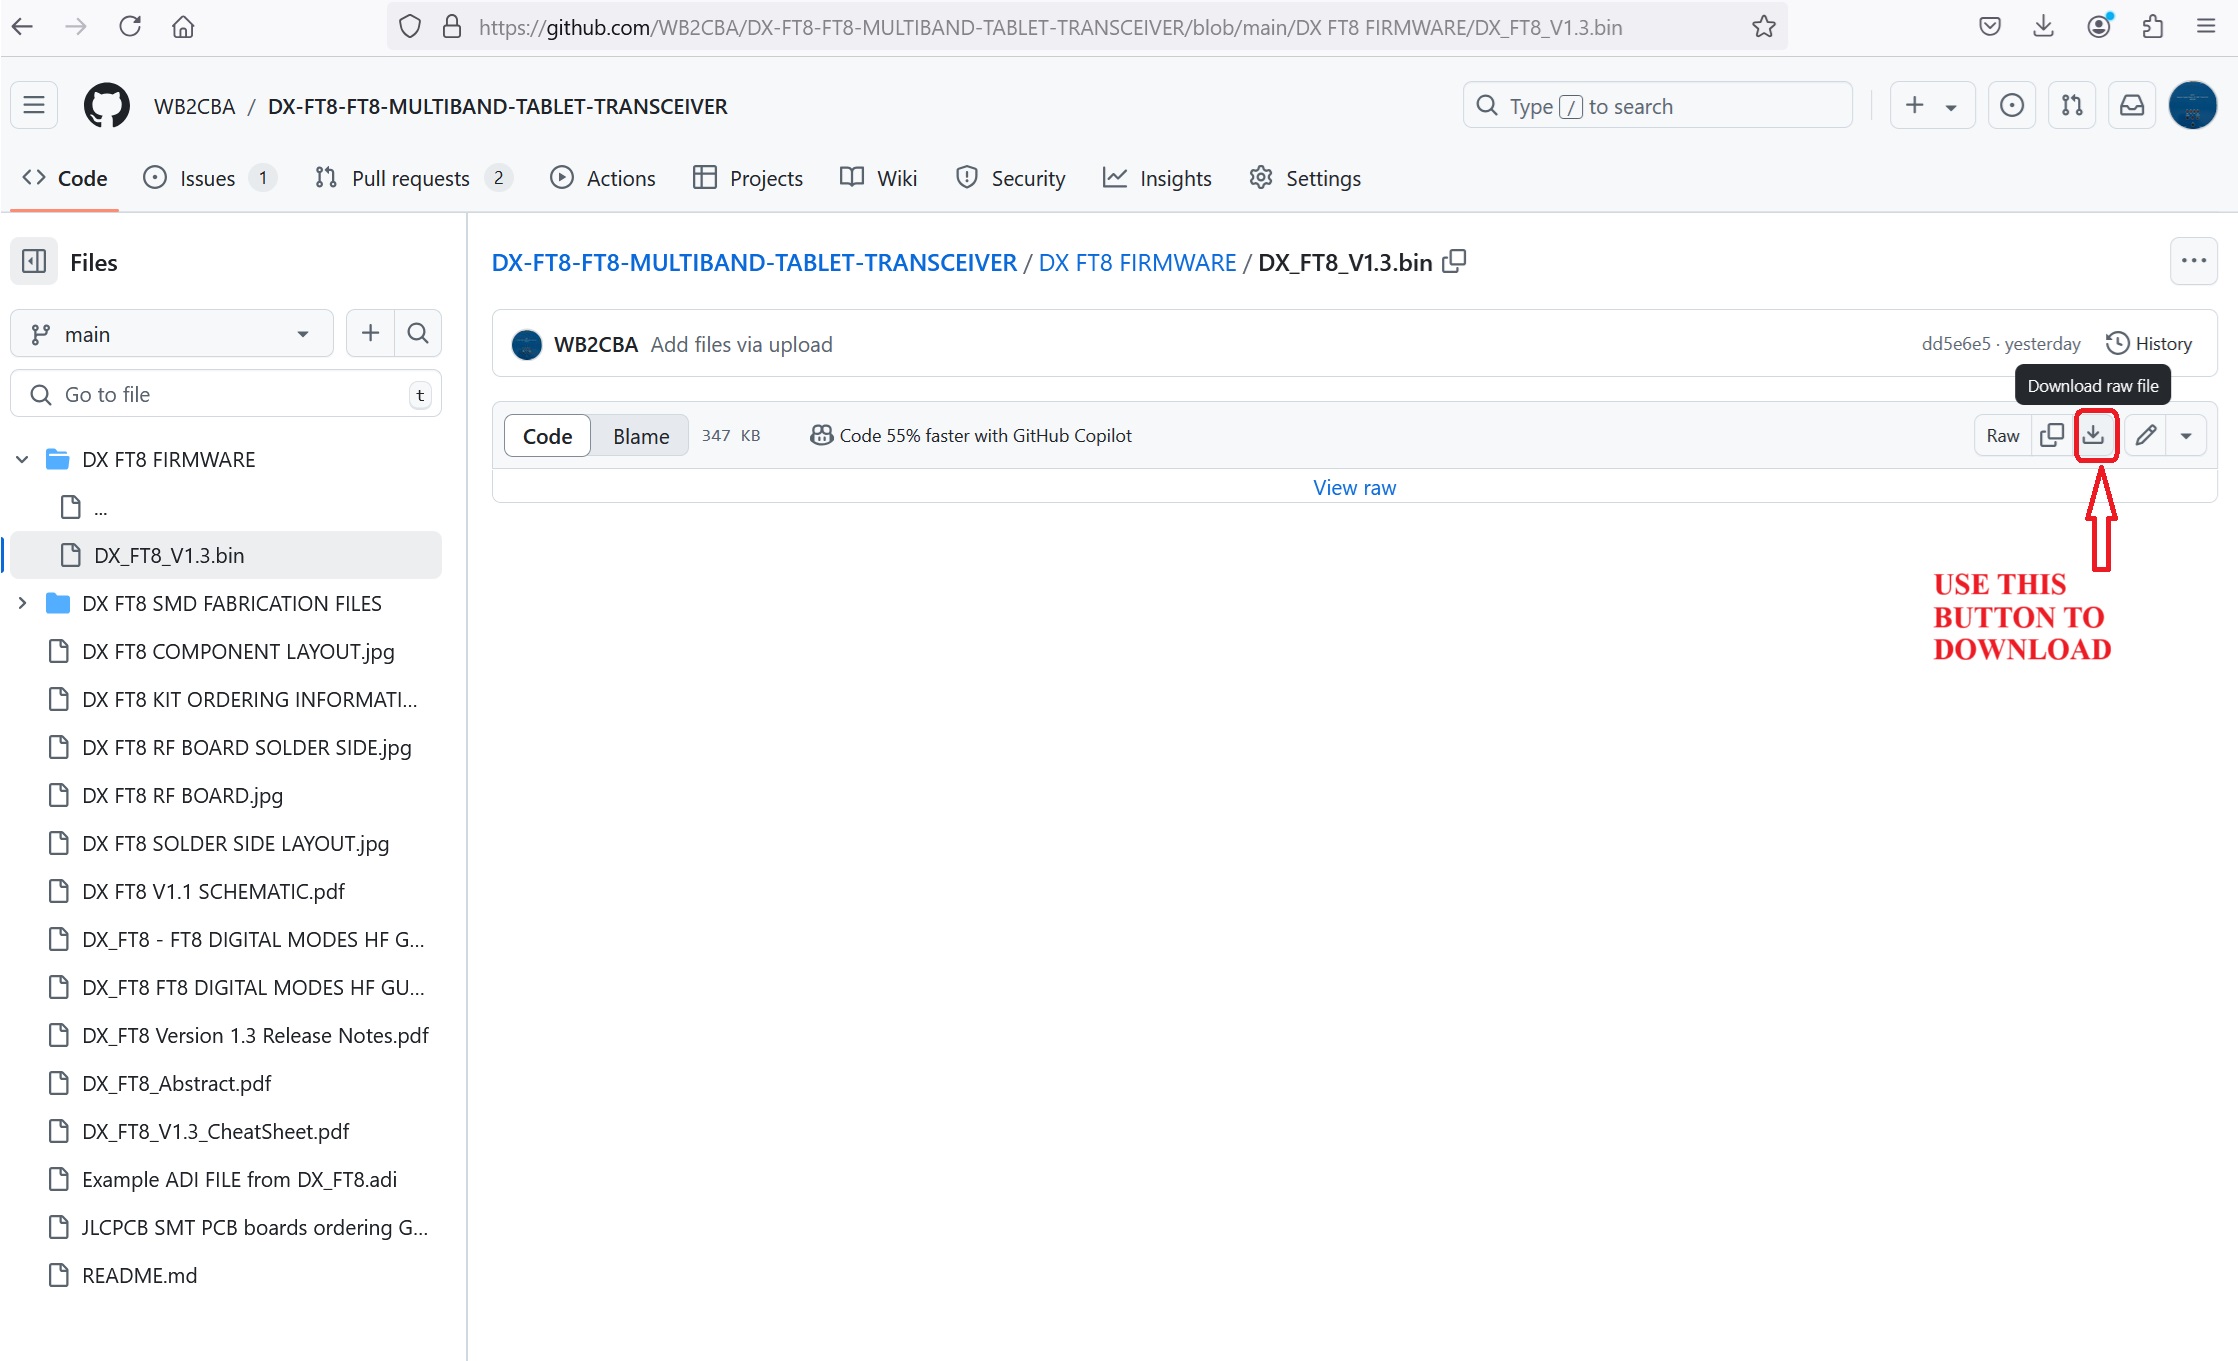 https://github.com/WB2CBA/DX-FT8-FT8-MULTIBAND-TABLET-TRANSCEIVER/blob/main/DX FT8 FIRMWARE/DX_FT8_V1.3.bin
WB2CBA / DX-FT8-FT8-MULTIBAND-TABLET-TRANSCEIVER
Type / to search
Code Issues 1 Pull requests 2 Actions Projects Wiki Security Insights Settings
Files
main
Go to file t
DX FT8 FIRMWARE
...
DX_FT8_V1.3.bin
DX FT8 SMD FABRICATION FILES
DX FT8 COMPONENT LAYOUT.jpg
DX FT8 KIT ORDERING INFORMATI...
DX FT8 RF BOARD SOLDER SIDE.jpg
DX FT8 RF BOARD.jpg
DX FT8 SOLDER SIDE LAYOUT.jpg
DX FT8 V1.1 SCHEMATIC.pdf
DX_FT8 - FT8 DIGITAL MODES HF G...
DX_FT8 FT8 DIGITAL MODES HF GU...
DX_FT8 Version 1.3 Release Notes.pdf
DX_FT8_Abstract.pdf
DX_FT8_V1.3_CheatSheet.pdf
Example ADI FILE from DX_FT8.adi
JLCPCB SMT PCB boards ordering G...
README.md
DX-FT8-FT8-MULTIBAND-TABLET-TRANSCEIVER / DX FT8 FIRMWARE / DX_FT8_V1.3.bin
WB2CBA Add files via upload
dd5e6e5 · yesterday History
Download raw file
Code Blame 347 KB Code 55% faster with GitHub Copilot
Raw
View raw
USE THIS
BUTTON TO
DOWNLOAD